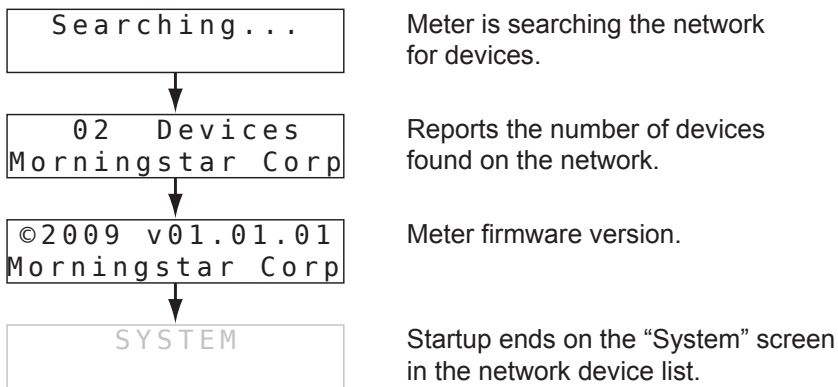 Searching...
Meter is searching the network
for devices.
02 Devices
Morningstar Corp
Reports the number of devices
found on the network.
©2009 v01.01.01
Morningstar Corp
Meter firmware version.
SYSTEM
Startup ends on the “System” screen
in the network device list.